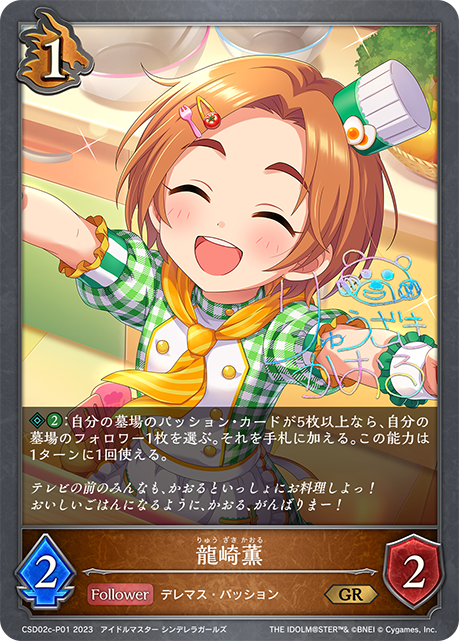 1
りゅうざき
かおる
2:自分の墓場のパッション・カードが5枚以上なら、自分の
墓場のフォロワー1枚を選ぶ。それを手札に加える。この能力は
1ターンに1回使える。
テレビの前のみんなも、かおるといっしょにお料理しよっ!
おいしいごはんになるように、かおる、がんばりまー!
りゅう ざき かおる
龍崎薫
2
Follower デレマス・パッション
GR
2
CSD02c-P01 2023 アイドルマスター シンデレラガールズ
THE IDOLM@STER™& ©BNEI © Cygames, Inc.